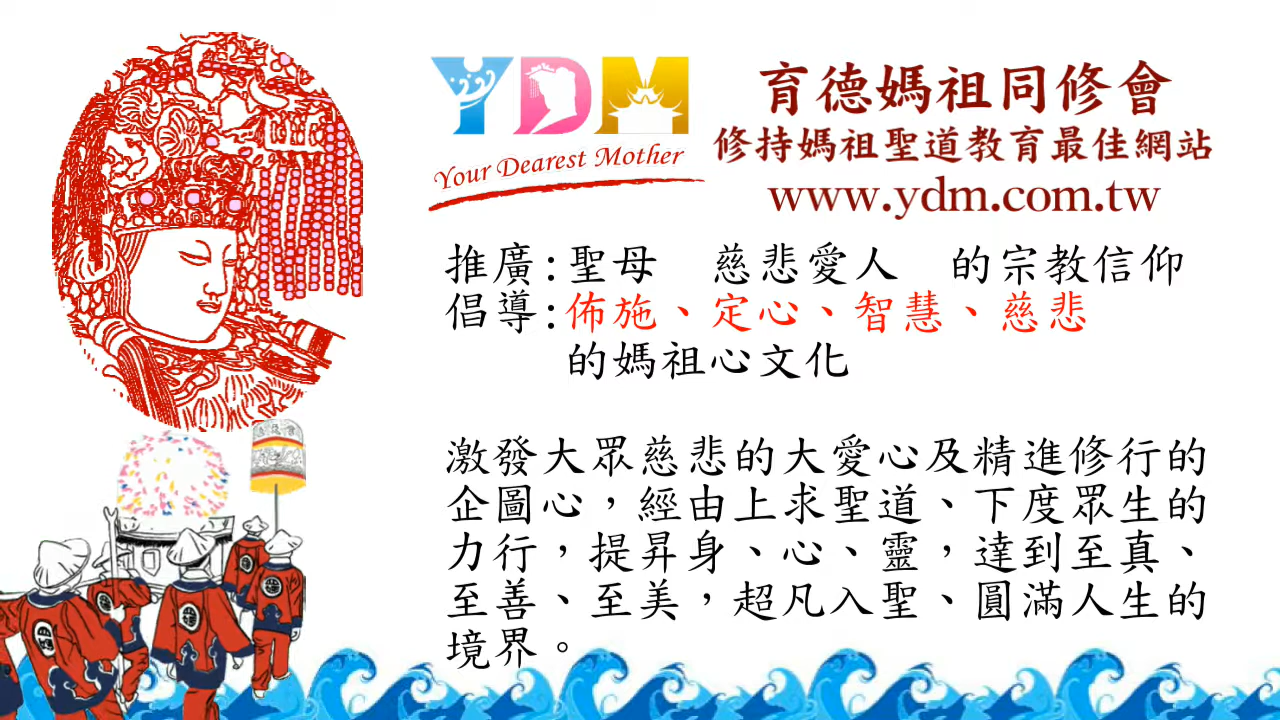 YDM
Your Dearest Mother
育德媽祖同修會
修持媽祖聖道教育最佳網站
www.ydm.com.tw
推廣:聖母 慈悲愛人 的宗教信仰
倡導:佈施、定心、智慧、慈悲
的媽祖心文化
激發大眾慈悲的大愛心及精進修行的
企圖心，經由上求聖道、下度眾生的
力行，提昇身、心、靈，達到至真、
至善、至美，超凡入聖、圓滿人生的
境界。